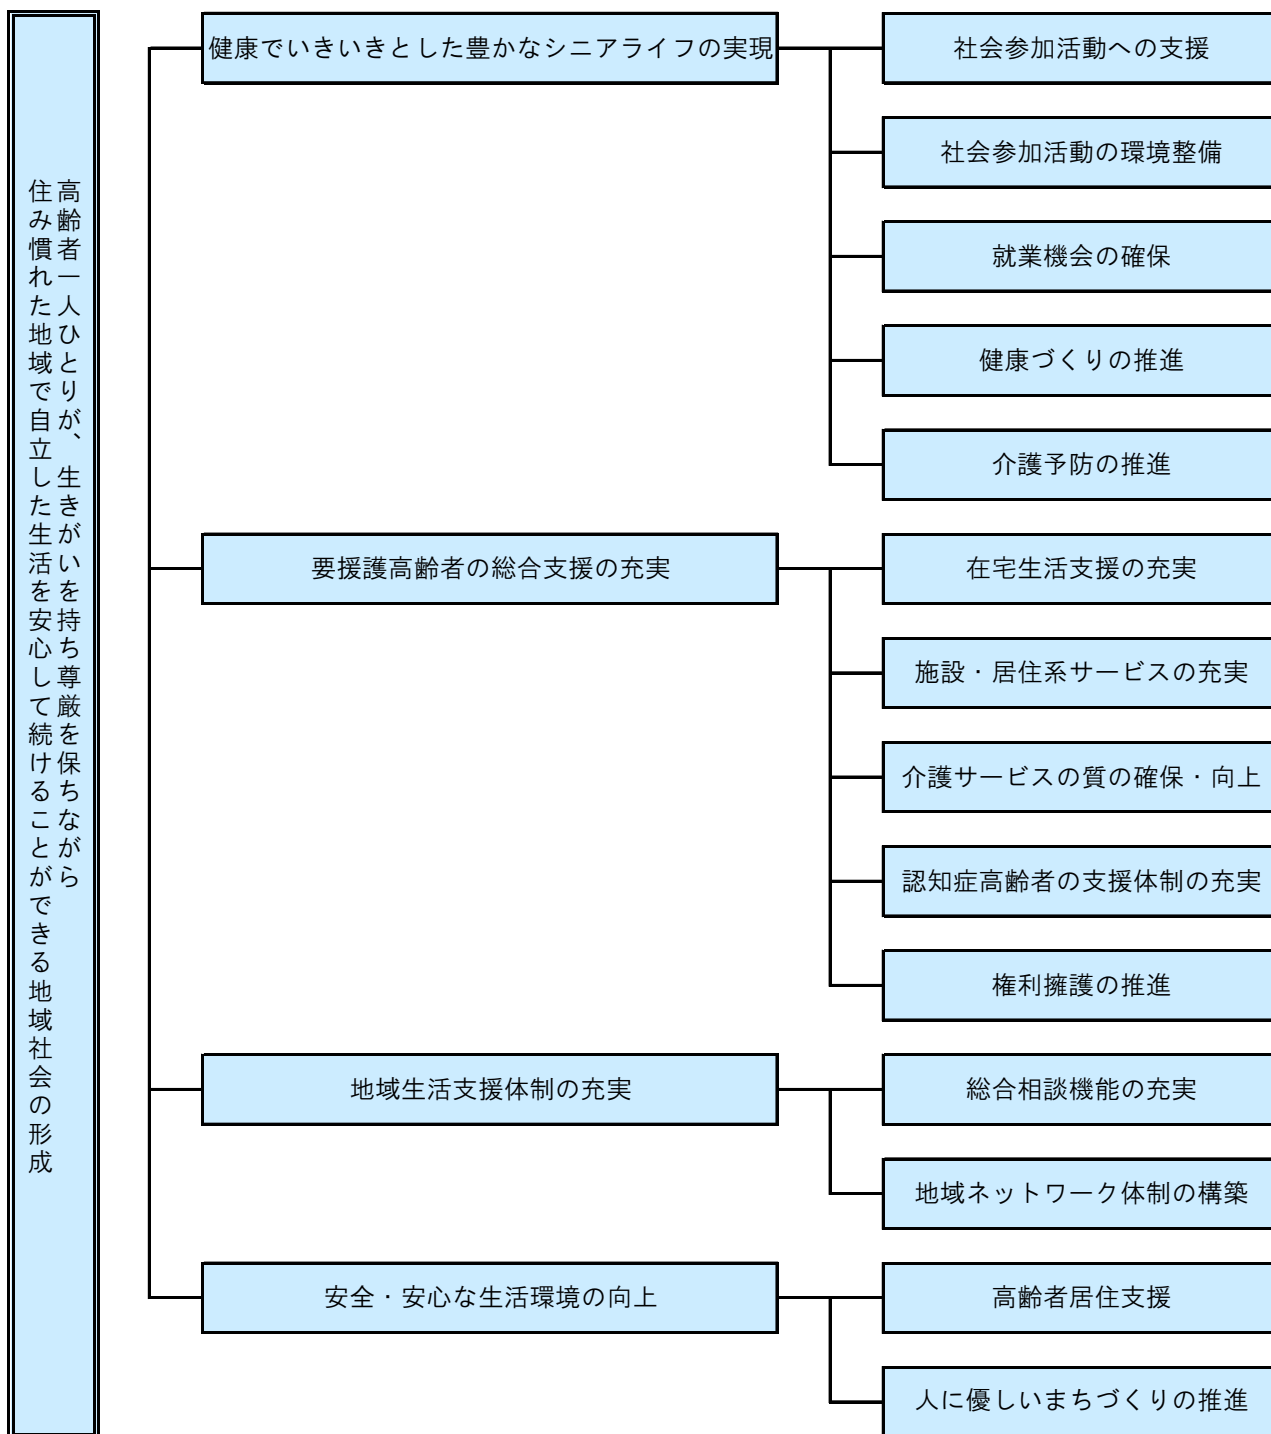 高齢者一人ひとりが、生きがいを持ち尊厳を保ちながら
住み慣れた地域で自立した生活を安心して続けることができる地域社会の形成
健康でいきいきとした豊かなシニアライフの実現
社会参加活動への支援
社会参加活動の環境整備
就業機会の確保
健康づくりの推進
介護予防の推進
要援護高齢者の総合支援の充実
在宅生活支援の充実
施設・居住系サービスの充実
介護サービスの質の確保・向上
認知症高齢者の支援体制の充実
権利擁護の推進
地域生活支援体制の充実
総合相談機能の充実
地域ネットワーク体制の構築
安全・安心な生活環境の向上
高齢者居住支援
人に優しいまちづくりの推進